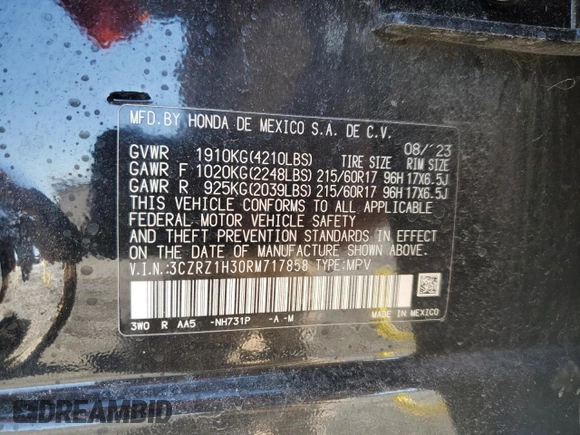 MFD.BY HONDA DE MEXICO S.A. DE C.V.
08/'23
GVWR 1910KG(4210LBS) TIRE SIZE RIM SIZE
GAWR F 1020KG(2248LBS) 215/60R17 96H 17X6.5J
GAWR R 925KG(2039LBS) 215/60R17 96H 17X6.5J
THIS VEHICLE CONFORMS TO ALL APPLICABLE
FEDERAL MOTOR VEHICLE SAFETY
AND THEFT PREVENTION STANDARDS IN EFFECT
ON THE DATE OF MANUFACTURE SHOWN ABOVE.
V.I.N.:3CZRZ1H30RM717858 TYPE:MPV
3W0 R AA5 -NH731P -A -M MADE IN MEXICO
DREAMBID